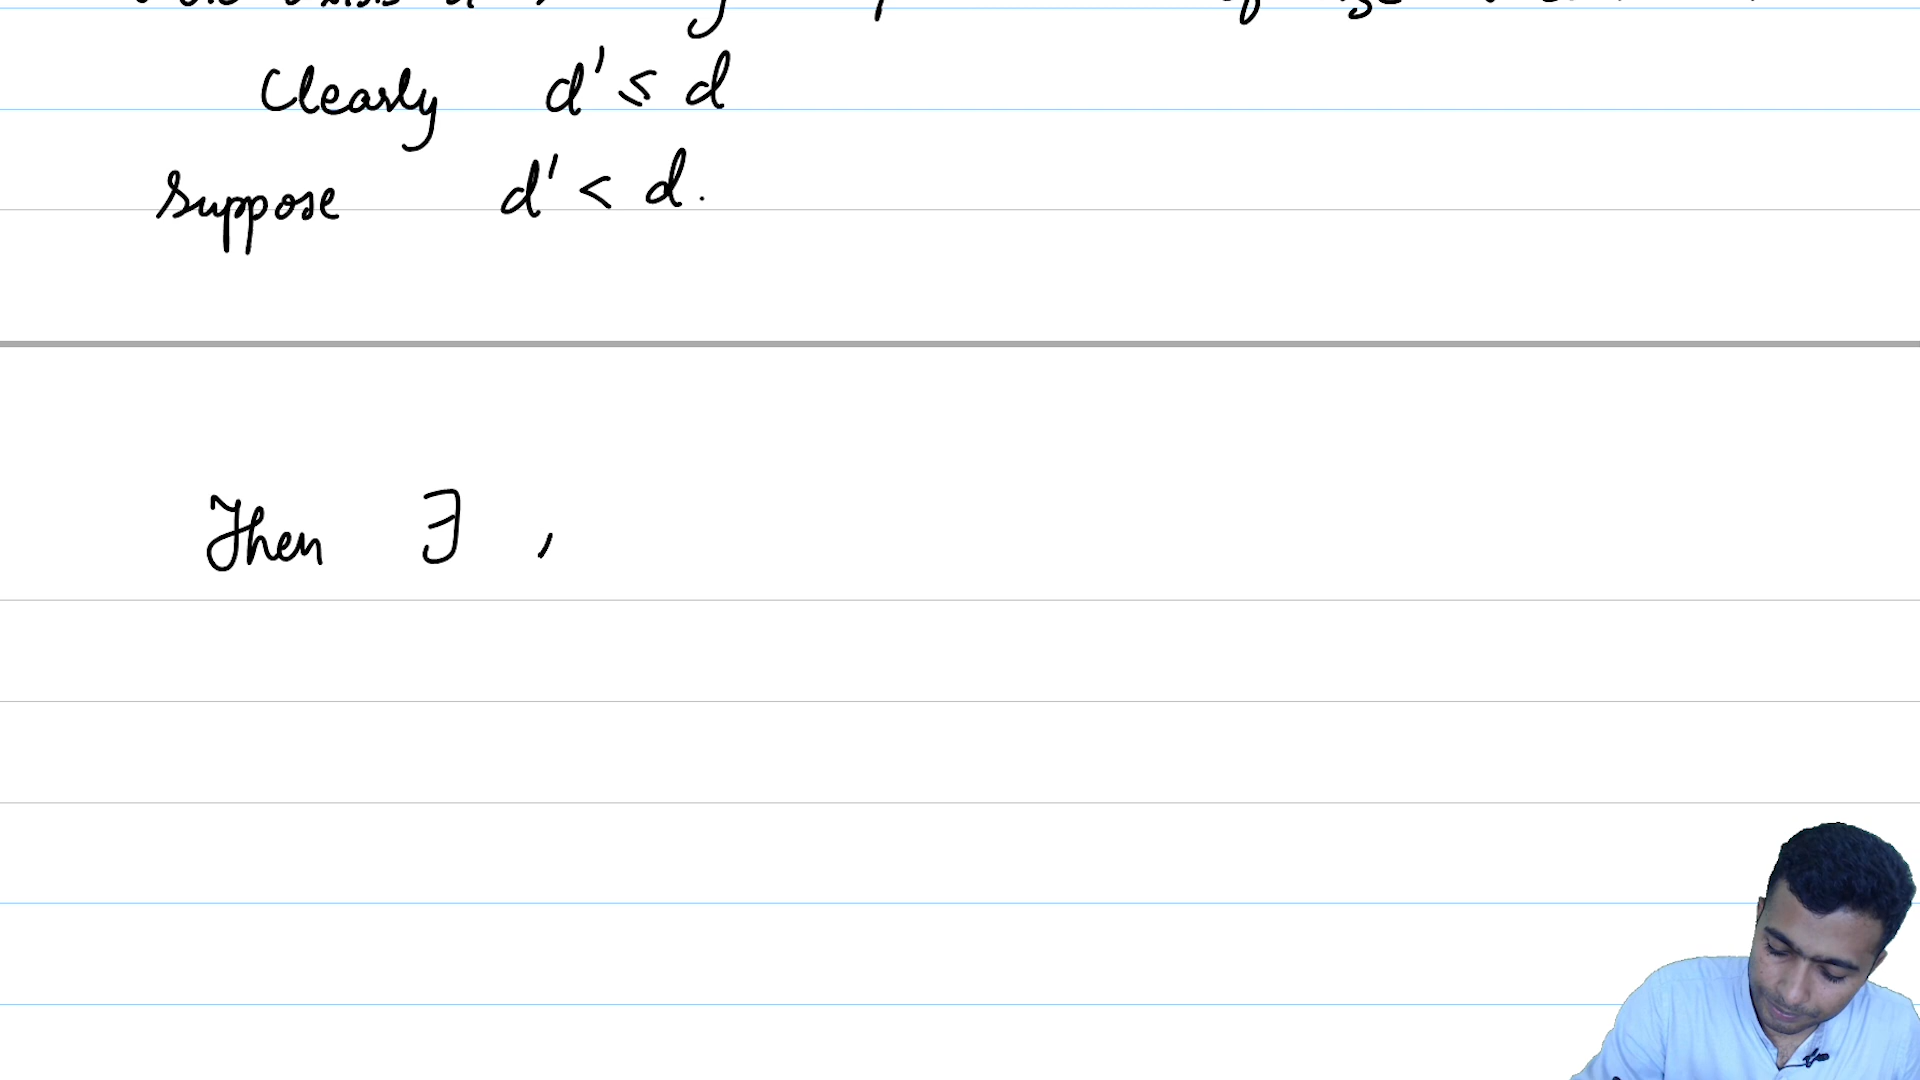 Clearly d' ≤ d
Suppose d' < d.
Then ∃ ,